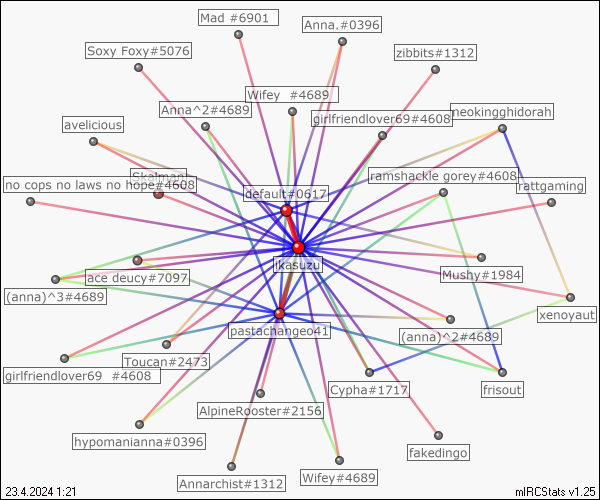 Mad #6901
Anna.#0396
Soxy Foxy#5076
zibbits#1312
Wifey  #4689
Anna^2#4689
girlfriendlover69#4608
neokingghidorah
avelicious
ramshackle gorey#4608
no cops no laws no hope#4608
rattgaming
default#0617
ikasuzu
ace deucy#7097
Mushy#1984
(anna)^3#4689
xenoyaut
pastachangeo41
(anna)^2#4689
Toucan#2473
girlfriendlover69  #4608
Cypha#1717
frisout
AlpineRooster#2156
hypomanianna#0396
fakedingo
Annarchist#1312
Wifey#4689
23.4.2024 1:21
mIRCStats v1.25